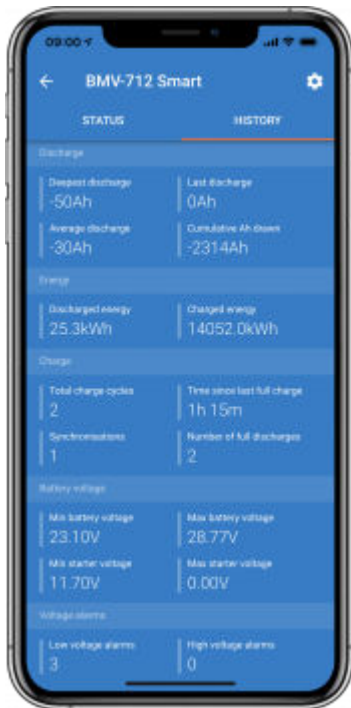 09:00
BMV-712 Smart
STATUS HISTORY
Discharge
Deepest discharge Last discharge
-50Ah 0Ah
Average discharge Cumulative Ah drawn
-30Ah -2314Ah
Energy
Discharged energy Charged energy
25.3kWh 14052.0kWh
Charge
Total charge cycles Time since last full charge
2 1h 15m
Synchronisations Number of full discharges
1 2
Battery voltage
Min battery voltage Max battery voltage
23.10V 28.77V
Min starter voltage Max starter voltage
11.70V 0.00V
Voltage alarms
Low voltage alarms High voltage alarms
3 0